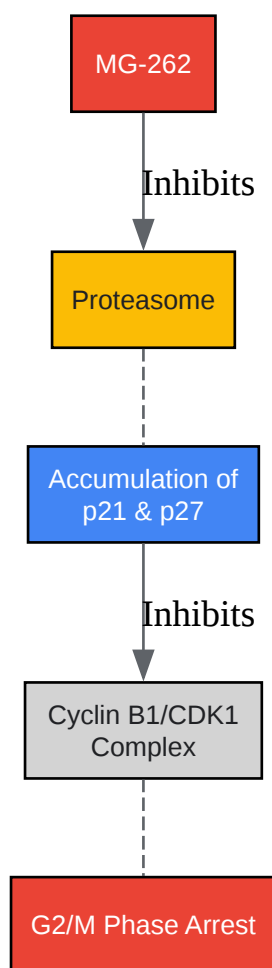 MG-262
Inhibits
Proteasome
Accumulation of
p21 & p27
Inhibits
Cyclin B1/CDK1
Complex
G2/M Phase Arrest